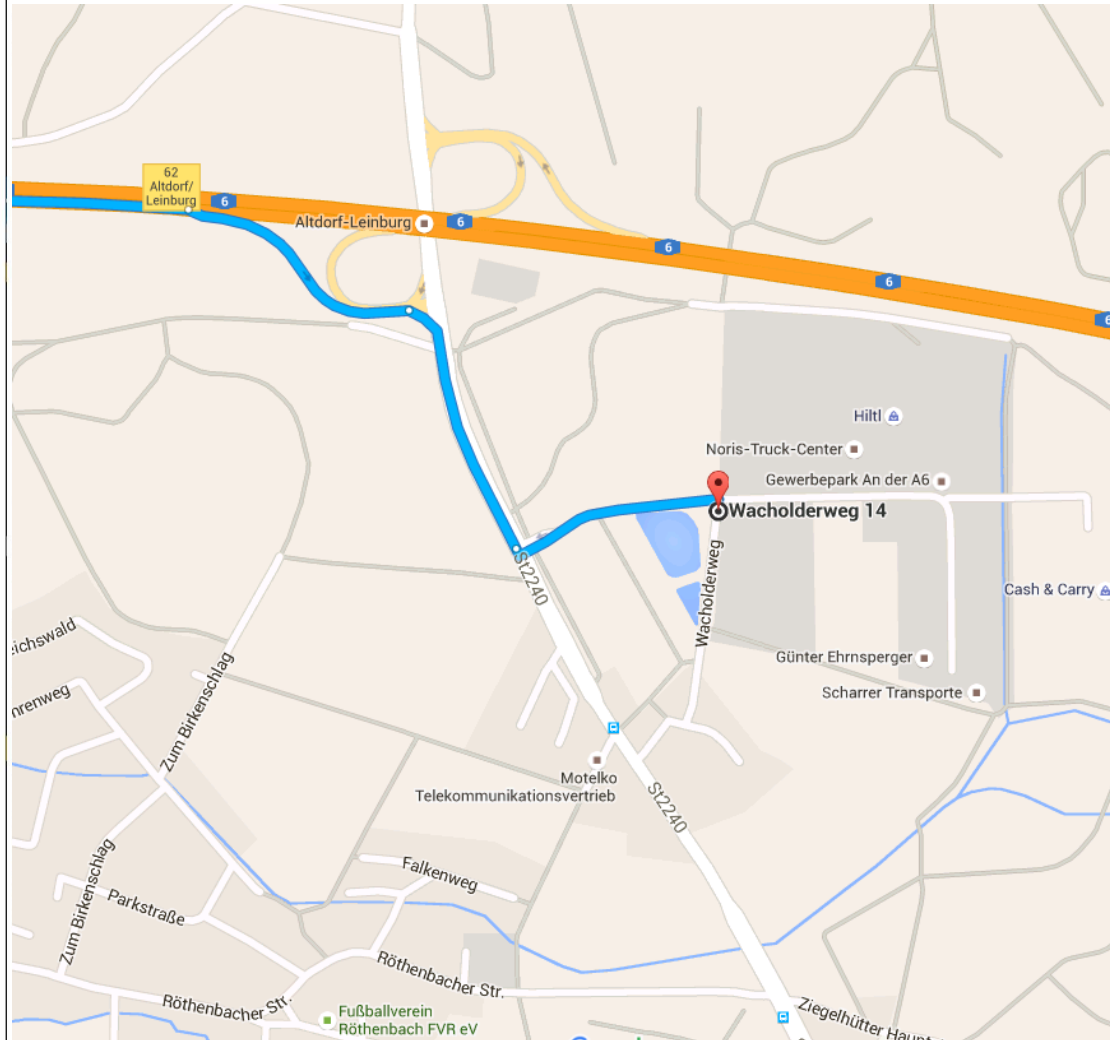 62
Altdorf/
Leinburg
6
Altdorf-Leinburg
6
6
6
6
Hiltl
Noris-Truck-Center
Gewerbepark An der A6
Wacholderweg 14
St2240
Wacholderweg
Cash & Carry
eichswald
Günter Ehrnsperger
hrenweg
Zum Birkenschlag
Scharrer Transporte
Motelko
Telekommunikationsvertrieb
St2240
Zum Birkenschlag
Falkenweg
Parkstraße
Röthenbacher Str.
Röthenbacher Str.
Ziegelhütter
Fußballverein
Röthenbach FVR eV